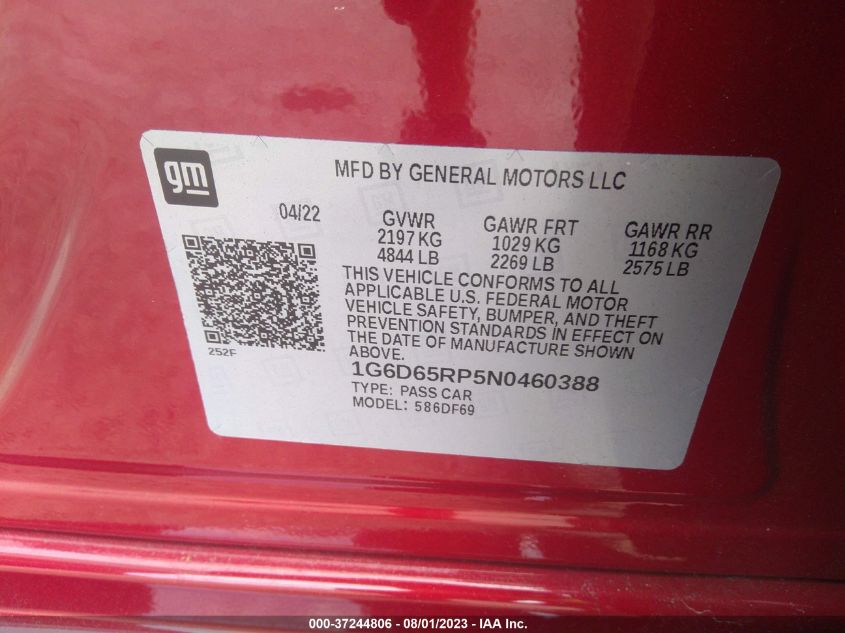 gm
MFD BY GENERAL MOTORS LLC
04/22
GVWR
2197 KG
4844 LB
GAWR FRT
1029 KG
2269 LB
GAWR RR
1168 KG
2575 LB
THIS VEHICLE CONFORMS TO ALL
APPLICABLE U.S. FEDERAL MOTOR
VEHICLE SAFETY, BUMPER, AND THEFT
PREVENTION STANDARDS IN EFFECT ON
THE DATE OF MANUFACTURE SHOWN
ABOVE.
252F
1G6D65RP5N0460388
TYPE: PASS CAR
MODEL: 586DF69
000-37244806 - 08/01/2023 - IAA Inc.